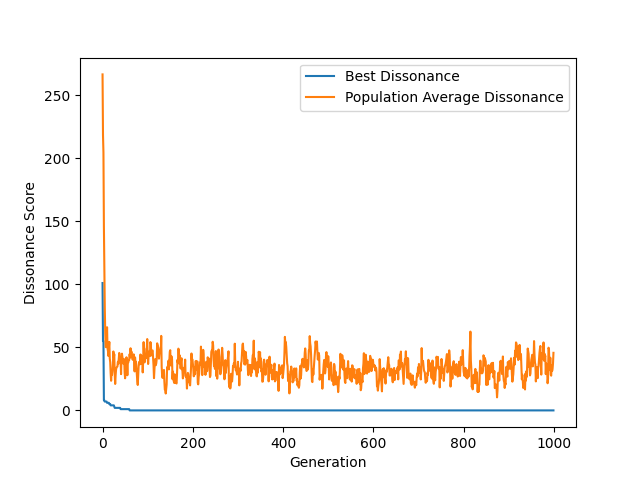 Best Dissonance
Population Average Dissonance
250
200
150
100
50
0
Dissonance Score
0 200 400 600 800 1000
Generation